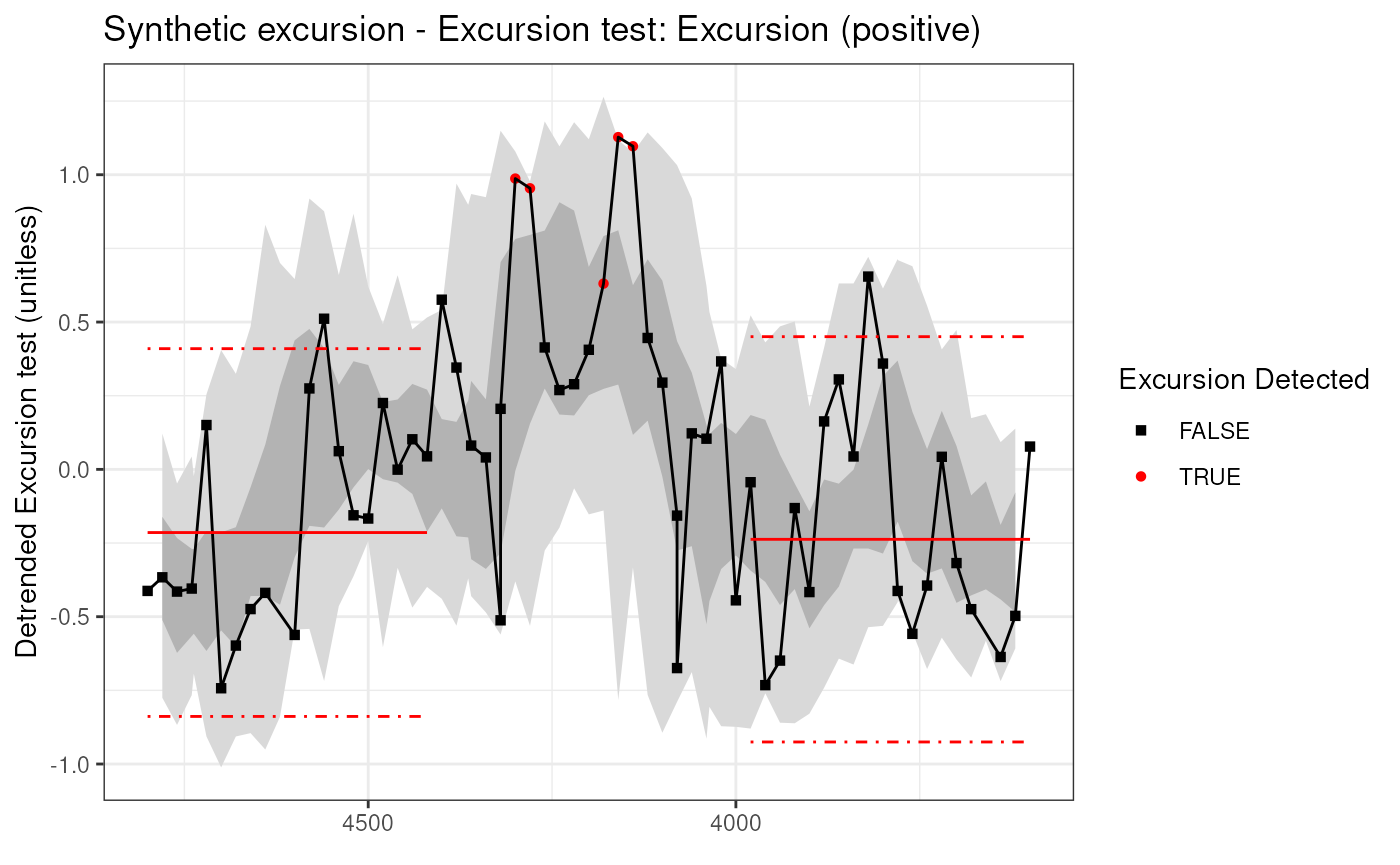 Synthetic excursion - Excursion test: Excursion (positive)
Detrended Excursion test (unitless)
1.0
0.5
0.0
-0.5
-1.0
4500
4000
Excursion Detected
FALSE
TRUE